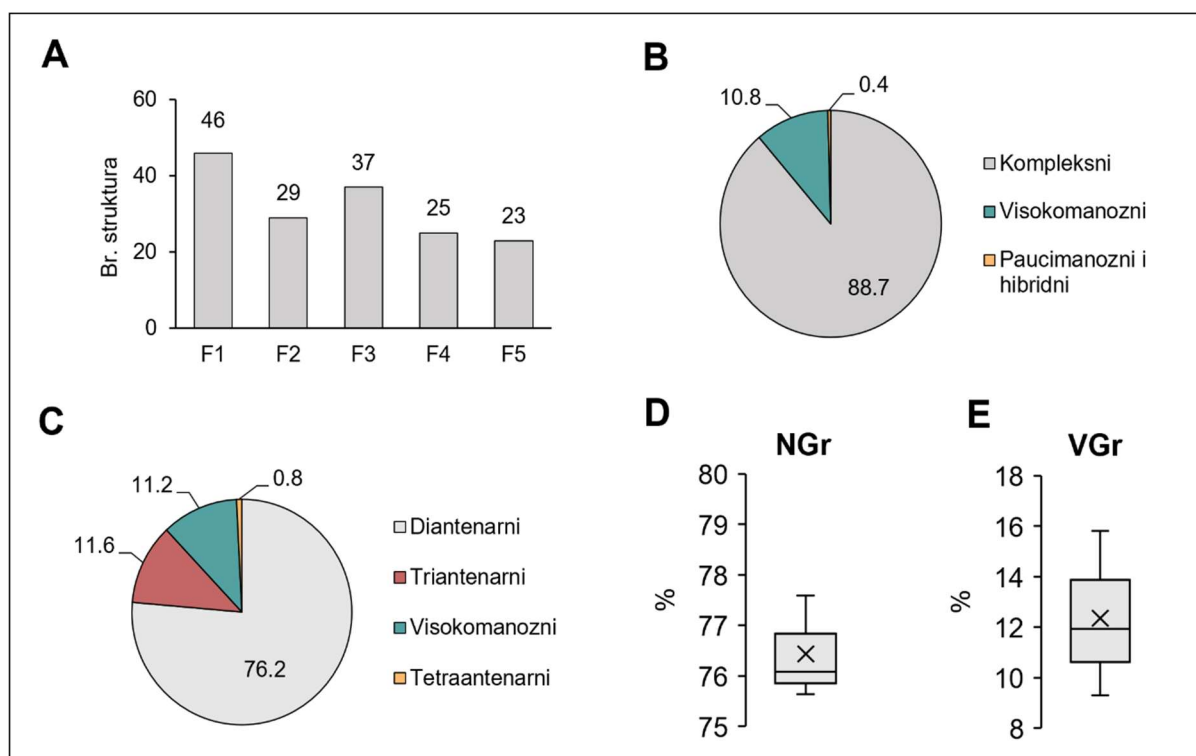 A
Br. struktura
60
40
20
0
46
29
37
25
23
F1 F2 F3 F4 F5
B
10.8
0.4
88.7
Kompleksni
Visokomanozni
Paucimanozni i
hibridni
C
11.2
0.8
11.6
76.2
Diantenarni
Triantenarni
Visokomanozni
Tetraantenarni
D
NGr
%
80
79
78
77
76
75
E
VGr
%
18
16
14
12
10
8